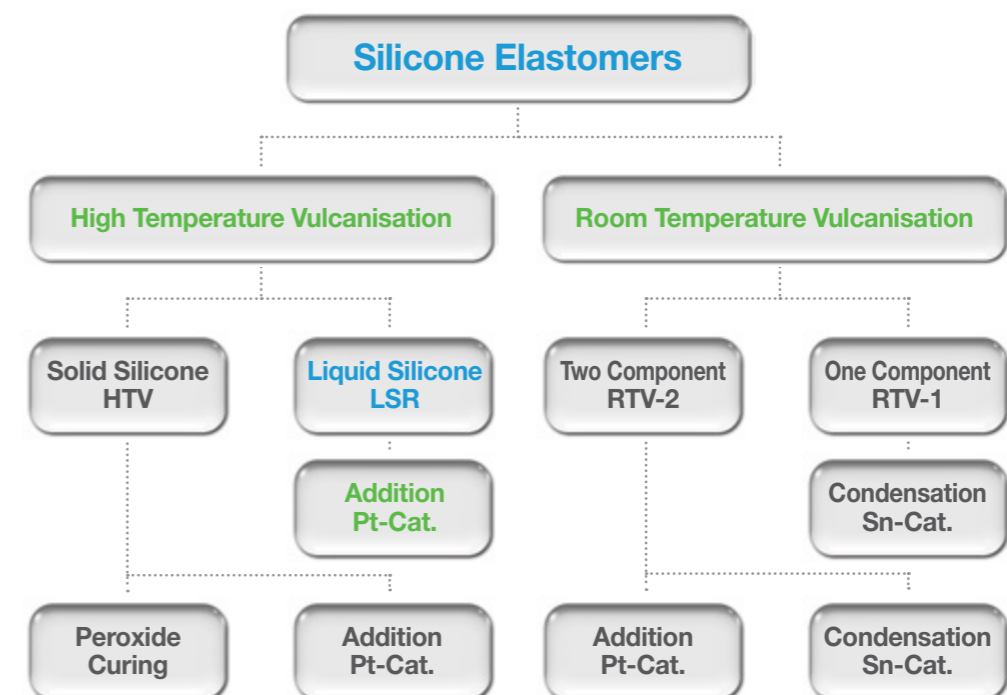 Silicone Elastomers
High Temperature Vulcanisation
Room Temperature Vulcanisation
Solid Silicone
HTV
Liquid Silicone
LSR
Two Component
RTV-2
One Component
RTV-1
Addition
Pt-Cat.
Condensation
Sn-Cat.
Peroxide
Curing
Addition
Pt-Cat.
Addition
Pt-Cat.
Condensation
Sn-Cat.